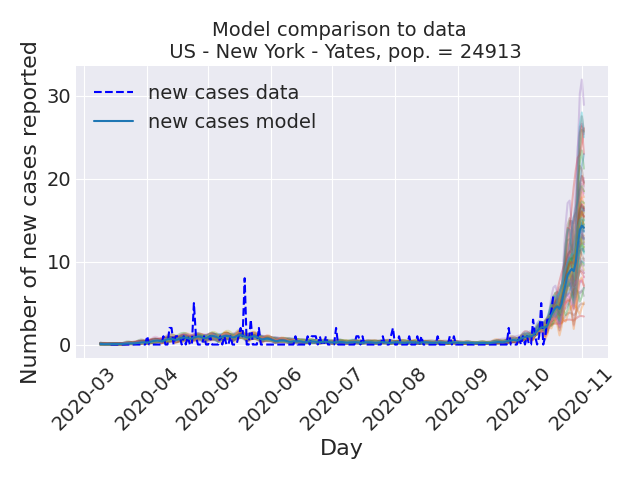 Model comparison to data
US - New York - Yates, pop. = 24913
Number of new cases reported
30
20
10
0
new cases data
new cases model
2020-03
2020-04
2020-05
2020-06
2020-07
2020-08
2020-09
2020-10
2020-11
Day